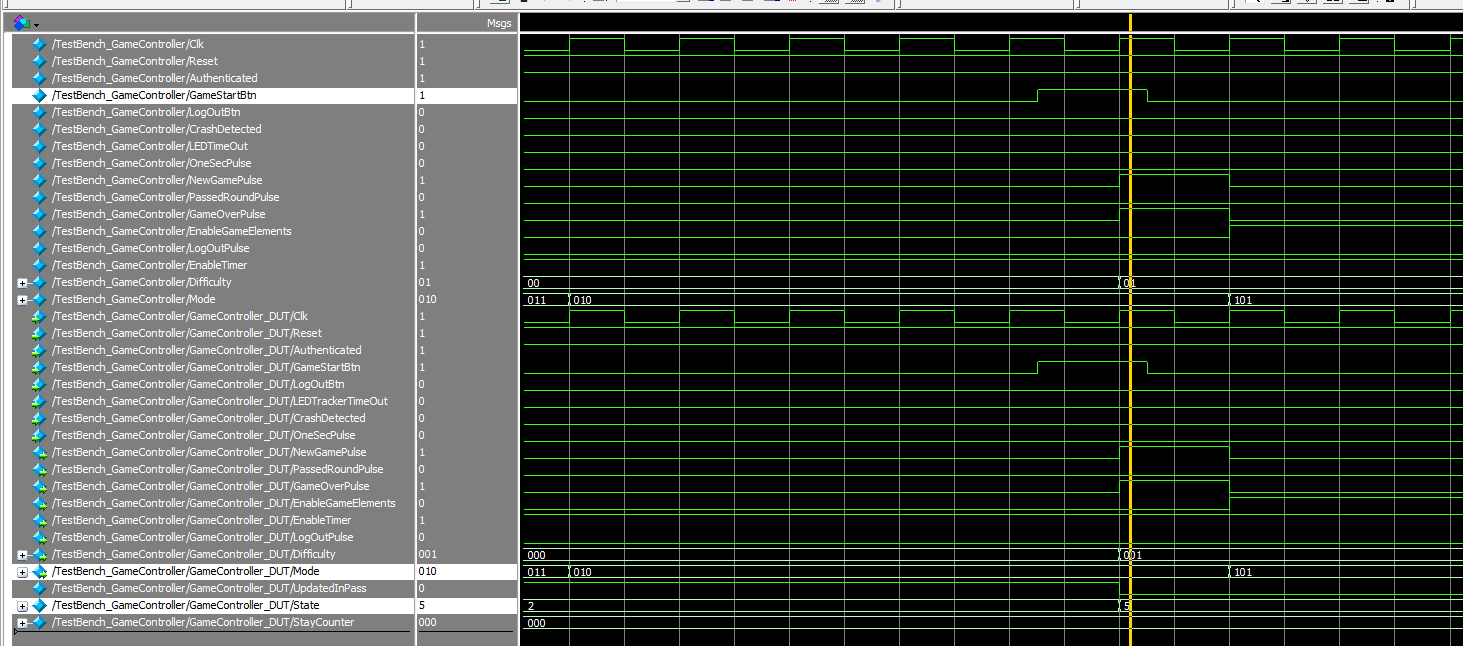 Msgs
/TestBench_GameController/Clk 1
/TestBench_GameController/Reset 1
/TestBench_GameController/Authenticated 1
/TestBench_GameController/GameStartBtn 1
/TestBench_GameController/LogOutBtn 0
/TestBench_GameController/CrashDetected 0
/TestBench_GameController/LEDTimeOut 0
/TestBench_GameController/OneSecPulse 0
/TestBench_GameController/NewGamePulse 1
/TestBench_GameController/PassedRoundPulse 0
/TestBench_GameController/GameOverPulse 1
/TestBench_GameController/EnableGameElements 0
/TestBench_GameController/LogOutPulse 0
/TestBench_GameController/EnableTimer 1
/TestBench_GameController/Difficulty 01 00 01
/TestBench_GameController/Mode 010 011 010 101
/TestBench_GameController/GameController_DUT/Clk 1
/TestBench_GameController/GameController_DUT/Reset 1
/TestBench_GameController/GameController_DUT/Authenticated 1
/TestBench_GameController/GameController_DUT/GameStartBtn 1
/TestBench_GameController/GameController_DUT/LogOutBtn 0
/TestBench_GameController/GameController_DUT/LEDTrackerTimeOut 0
/TestBench_GameController/GameController_DUT/CrashDetected 0
/TestBench_GameController/GameController_DUT/OneSecPulse 0
/TestBench_GameController/GameController_DUT/NewGamePulse 1
/TestBench_GameController/GameController_DUT/PassedRoundPulse 0
/TestBench_GameController/GameController_DUT/GameOverPulse 1
/TestBench_GameController/GameController_DUT/EnableGameElements 0
/TestBench_GameController/GameController_DUT/EnableTimer 1
/TestBench_GameController/GameController_DUT/LogOutPulse 0
/TestBench_GameController/GameController_DUT/Difficulty 001 000 001
/TestBench_GameController/GameController_DUT/Mode 010 011 010 101
/TestBench_GameController/GameController_DUT/UpdatedInPass 0
/TestBench_GameController/GameController_DUT/State 5 2 5
/TestBench_GameController/GameController_DUT/StayCounter 000 000